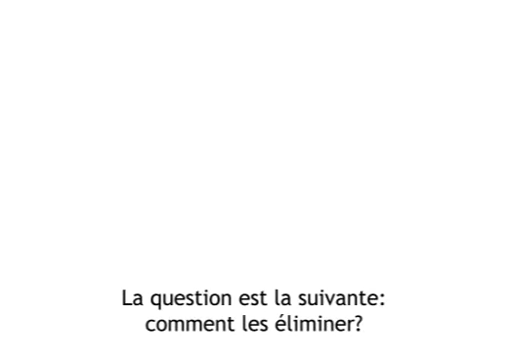 La question est la suivante:
comment les éliminer?